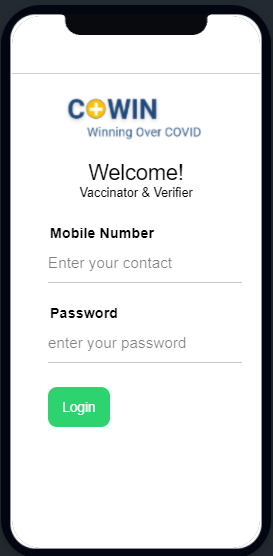 COWIN
Winning Over COVID
Welcome!
Vaccinator & Verifier
Mobile Number
Enter your contact
Password
enter your password
Login